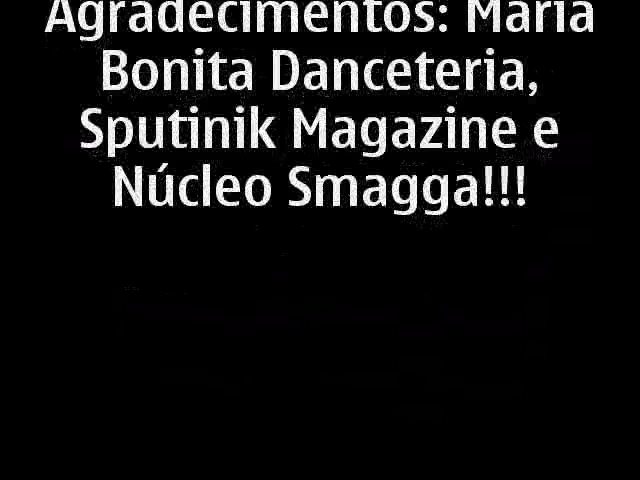 Agradecimentos: Maria
Bonita Danceteria,
Sputinik Magazine e
Núcleo Smagga!!!